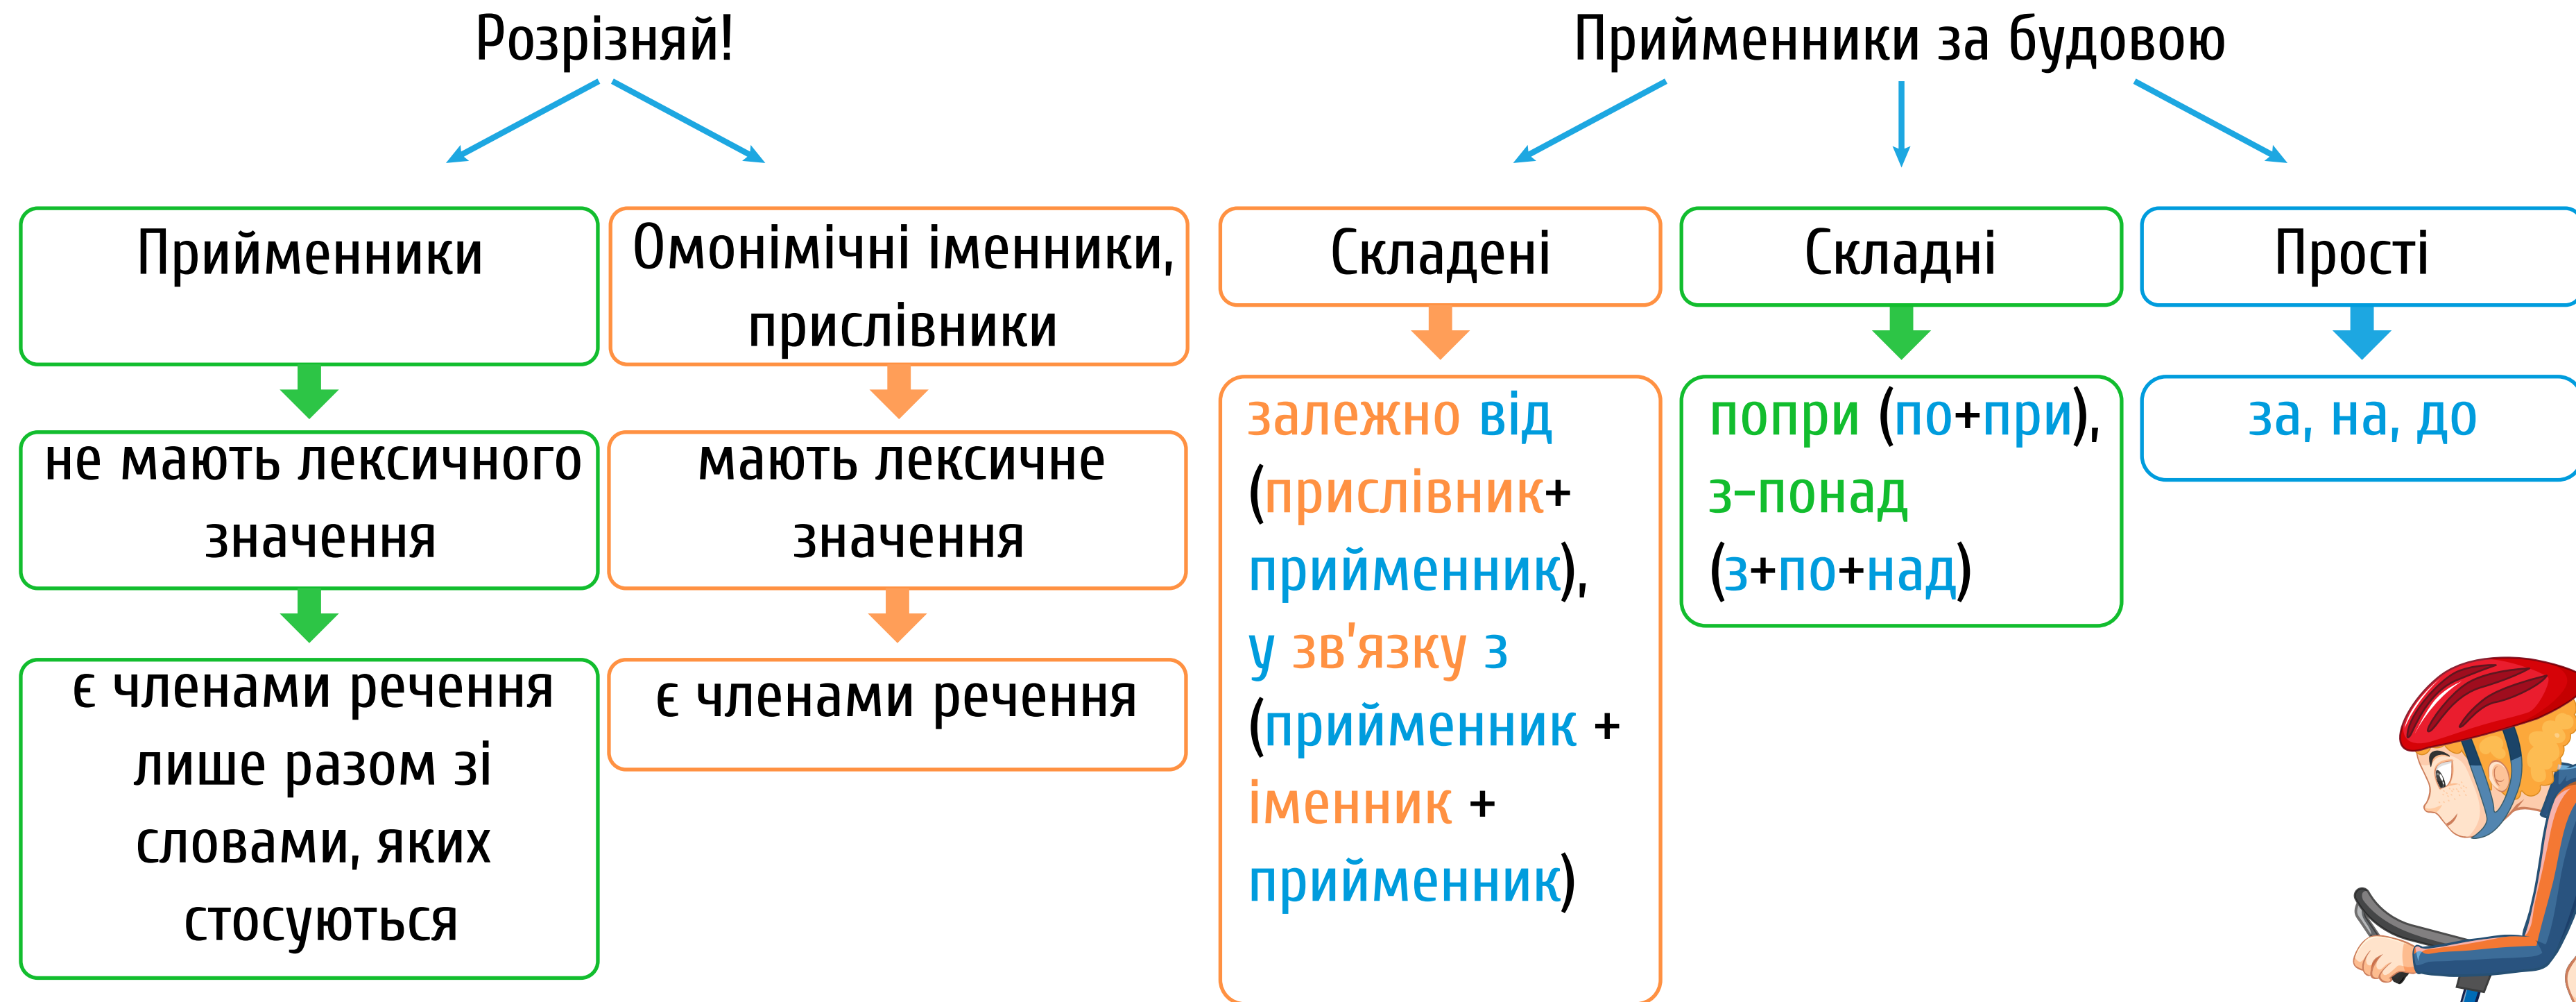 Розрізняй!
Прийменники
не мають лексичного
значення
є членами речення
лише разом зі
словами, яких
стосуються
Омонімічні іменники,
прислівники
мають лексичне
значення
є членами речення
Прийменники за будовою
Складені
залежно від
(прислівник+
прийменник),
у зв'язку з
(прийменник +
іменник +
прийменник)
Складні
попри (по+при),
з-понад
(з+по+над)
Прості
за, на, до